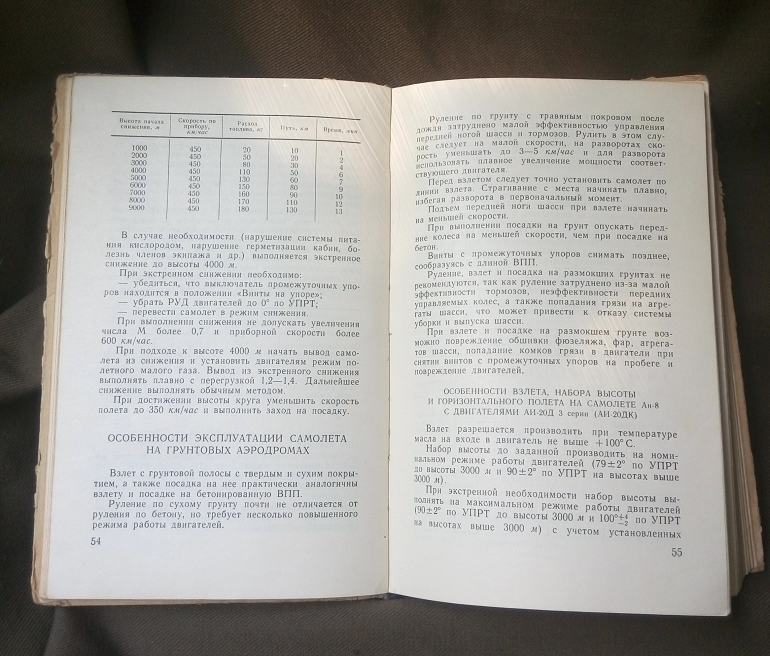 Высота начала снижения, м | Скорость по прибору, км/час | Расход топлива, кг | Путь, км | Время, мин
1000 450 20 10 1
2000 450 50 20 2
3000 450 80 30 4
4000 450 110 50 6
5000 450 130 60 7
6000 450 150 80 9
7000 450 160 90 10
8000 450 170 110 12
9000 450 180 130 13
В случае необходимости (нарушение системы пита-
ния кислородом, нарушение герметизации кабин, бо-
лезнь членов экипажа и др.) выполняется экстренное
снижение до высоты 4000 м.
При экстренном снижении необходимо:
— убедиться, что выключатель промежуточных упо-
ров находится в положении «Винты на упоре»;
— убрать РУД двигателей до 0° по УПРТ;
— перевести самолет в режим снижения.
При выполнении снижения не допускать увеличения
числа М более 0,7 и приборной скорости более
600 км/час.
При подходе к высоте 4000 м начать вывод само-
лета из снижения и установить двигателям режим по-
летного малого газа. Вывод из экстренного снижения
выполнять плавно с перегрузкой 1,2—1,4. Дальнейшее
снижение выполнять обычным методом.
При достижении высоты круга уменьшить скорость
полета до 350 км/час и выполнить заход на посадку.
ОСОБЕННОСТИ ЭКСПЛУАТАЦИИ САМОЛЕТА
НА ГРУНТОВЫХ АЭРОДРОМАХ
Взлет с грунтовой полосы с твердым и сухим покры-
тием, а также посадка на нее практически аналогичны
взлету и посадке на бетонированную ВПП.
Руление по сухому грунту почти не отличается от
руления по бетону, но требует несколько повышенного
режима работы двигателей.
54
Руление по грунту с травяным покровом после
дождя затруднено малой эффективностью управления
передней ногой шасси и тормозов. Рулить в этом слу-
чае следует на малой скорости, на разворотах ско-
рость уменьшать до 3—5 км/час и для разворота
использовать плавное увеличение мощности соответ-
ствующего двигателя.
Перед взлетом следует точно установить самолет по
линии взлета. Страгивание с места начинать плавно,
избегая разворота в первоначальный момент.
Подъем передней ноги шасси при взлете начинать
на меньшей скорости.
При выполнении посадки на грунт опускать перед-
ние колеса на меньшей скорости, чем при посадке на
бетон.
Винты с промежуточных упоров снимать позднее,
сообразуясь с длиной ВПП.
Руление, взлет и посадка на размокших грунтах не
рекомендуются, так как руление затруднено из-за малой
эффективности тормозов, неэффективности передних
управляемых колес, а также попадания грязи на агре-
гаты шасси, что может привести к отказу системы
уборки и выпуска шасси.
При взлете и посадке на размокшем грунте воз-
можно повреждение обшивки фюзеляжа, фар, агрега-
тов шасси, попадание комков грязи в двигатели при
снятии винтов с промежуточных упоров на пробеге и
повреждение двигателей.
ОСОБЕННОСТИ ВЗЛЕТА, НАБОРА ВЫСОТЫ
И ГОРИЗОНТАЛЬНОГО ПОЛЕТА НА САМОЛЕТЕ Ан-8
С ДВИГАТЕЛЯМИ АИ-20Д 3 серии (АИ-20ДК)
Взлет разрешается производить при температуре
масла на входе в двигатель не выше +100°С.
Набор высоты до заданной производить на номи-
нальном режиме работы двигателей (79±2° по УПРТ
до высоты 3000 м и 90±2° по УПРТ на высотах выше
3000 м).
При экстренной необходимости набор высоты вы-
полнять на максимальном режиме работы двигателей
(90±2° по УПРТ до высоты 3000 м и 100°+4−2 по УПРТ
на высотах выше 3000 м) с учетом установленных
55